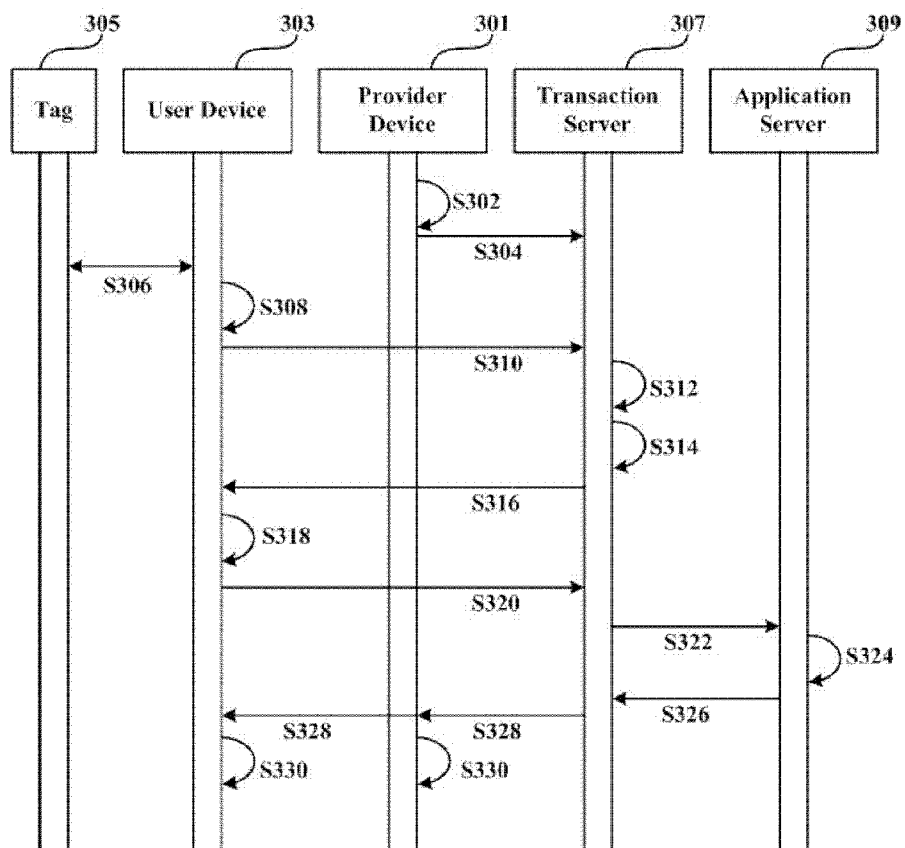 305
303
301
307
309
Tag
User Device
Provider
Device
Transaction
Server
Application
Server
S302
S304
S306
S308
S310
S312
S314
S316
S318
S320
S322
S324
S326
S328
S328
S330
S330